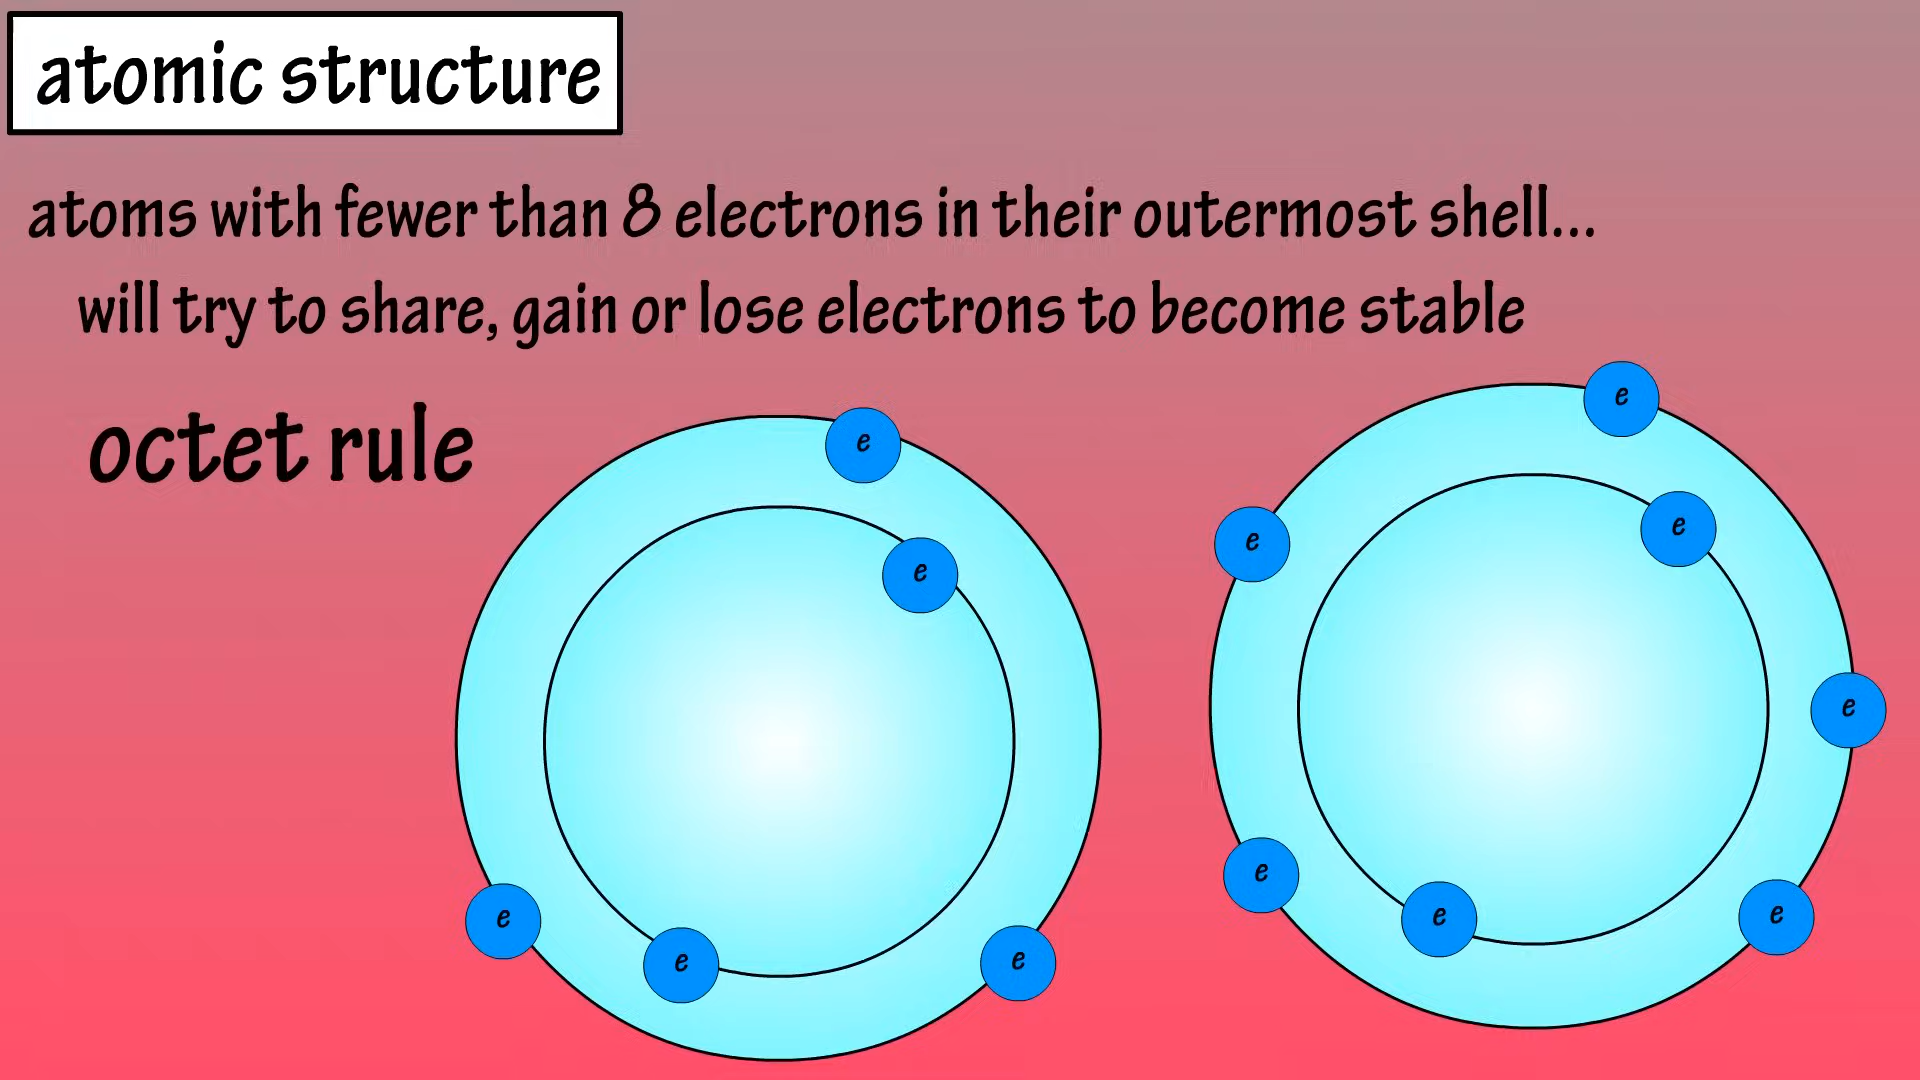 atomic structure
atoms with fewer than 8 electrons in their outermost shell...
will try to share, gain or lose electrons to become stable
octet rule
e
e
e
e
e
e
e
e
e
e
e
e